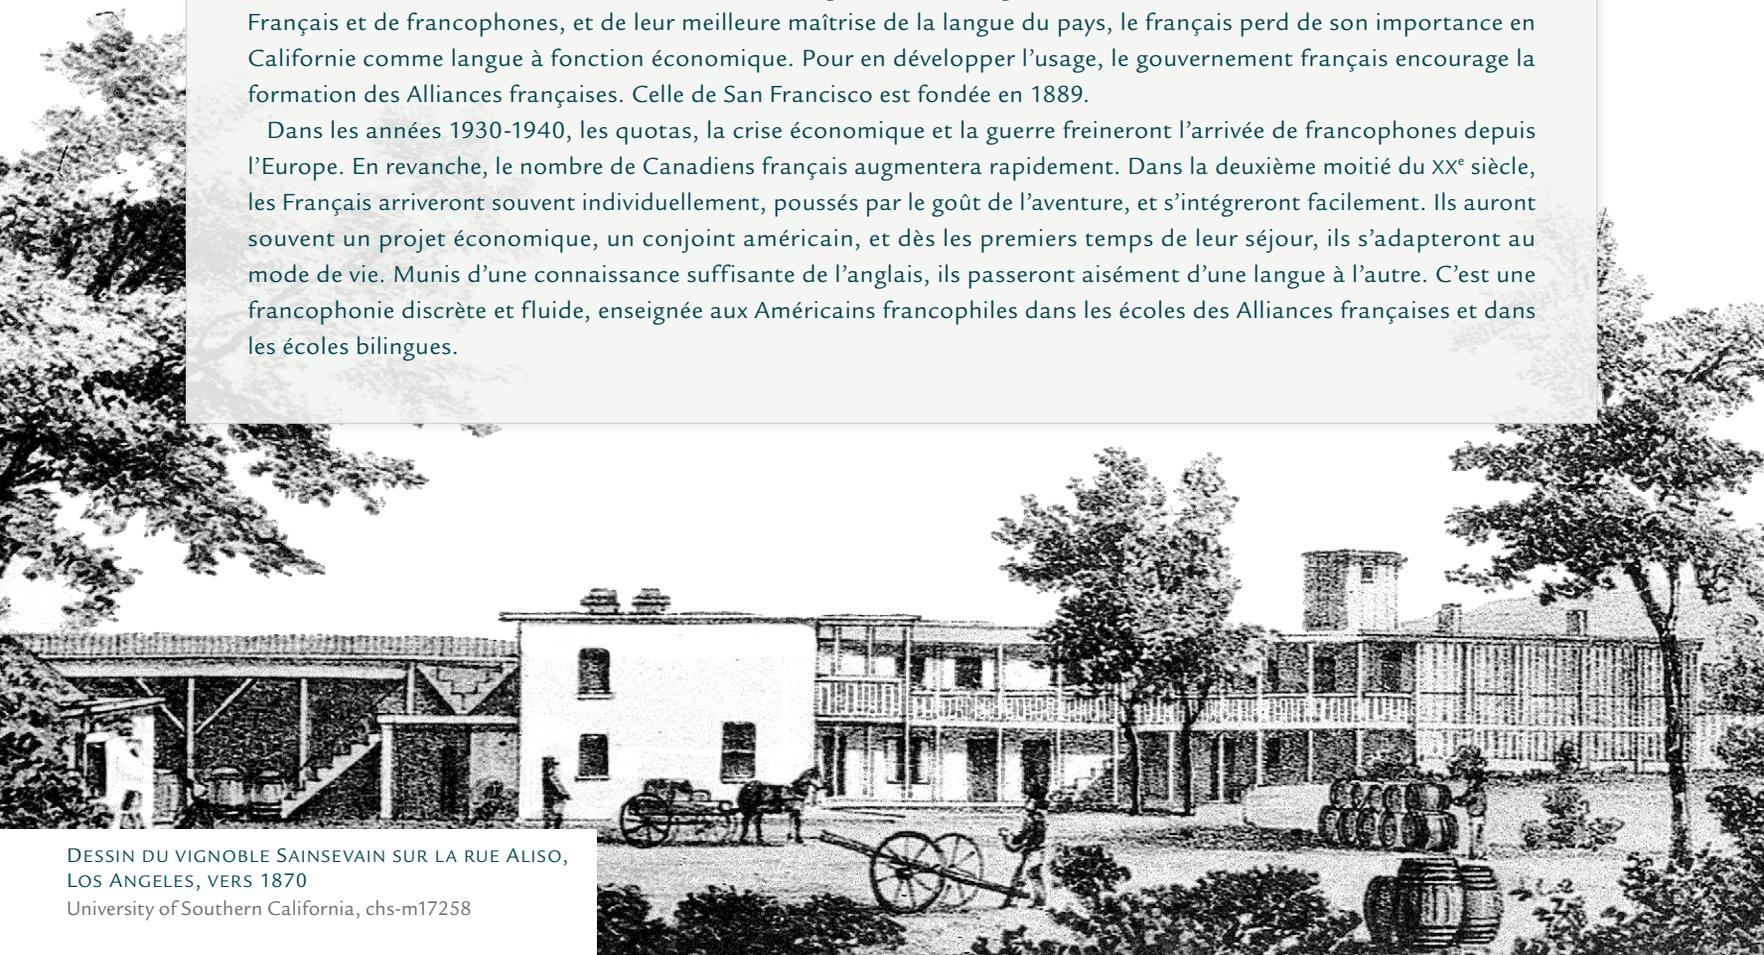 Français et de francophones, et de leur meilleure maîtrise de la langue du pays, le français perd de son importance en
Californie comme langue à fonction économique. Pour en développer l’usage, le gouvernement français encourage la
formation des Alliances françaises. Celle de San Francisco est fondée en 1889.
Dans les années 1930-1940, les quotas, la crise économique et la guerre freineront l’arrivée de francophones depuis
l’Europe. En revanche, le nombre de Canadiens français augmentera rapidement. Dans la deuxième moitié du XXe siècle,
les Français arriveront souvent individuellement, poussés par le goût de l’aventure, et s’intégreront facilement. Ils auront
souvent un projet économique, un conjoint américain, et dès les premiers temps de leur séjour, ils s’adapteront au
mode de vie. Munis d’une connaissance suffisante de l’anglais, ils passeront aisément d’une langue à l’autre. C’est une
francophonie discrète et fluide, enseignée aux Américains francophiles dans les écoles des Alliances françaises et dans
les écoles bilingues.
Dessin du vignoble Sainsevain sur la rue Aliso,
Los Angeles, vers 1870
University of Southern California, chs-m17258